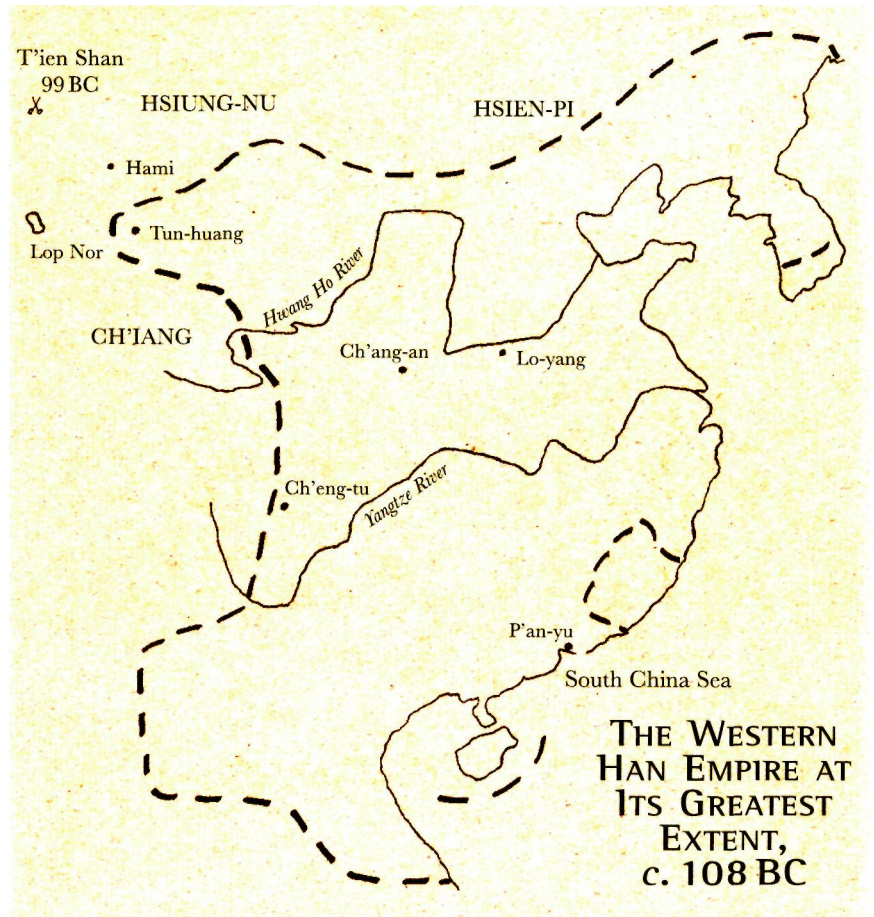 T’ien Shan
99 BC
HSIUNG-NU
HSIEN-PI
Hami
Tun-huang
Lop Nor
Hwang Ho River
CH’IANG
Ch’ang-an
Lo-yang
Ch’eng-tu
Yangtze River
P’an-yu
South China Sea
THE WESTERN
HAN EMPIRE AT
ITS GREATEST
EXTENT,
c. 108 BC